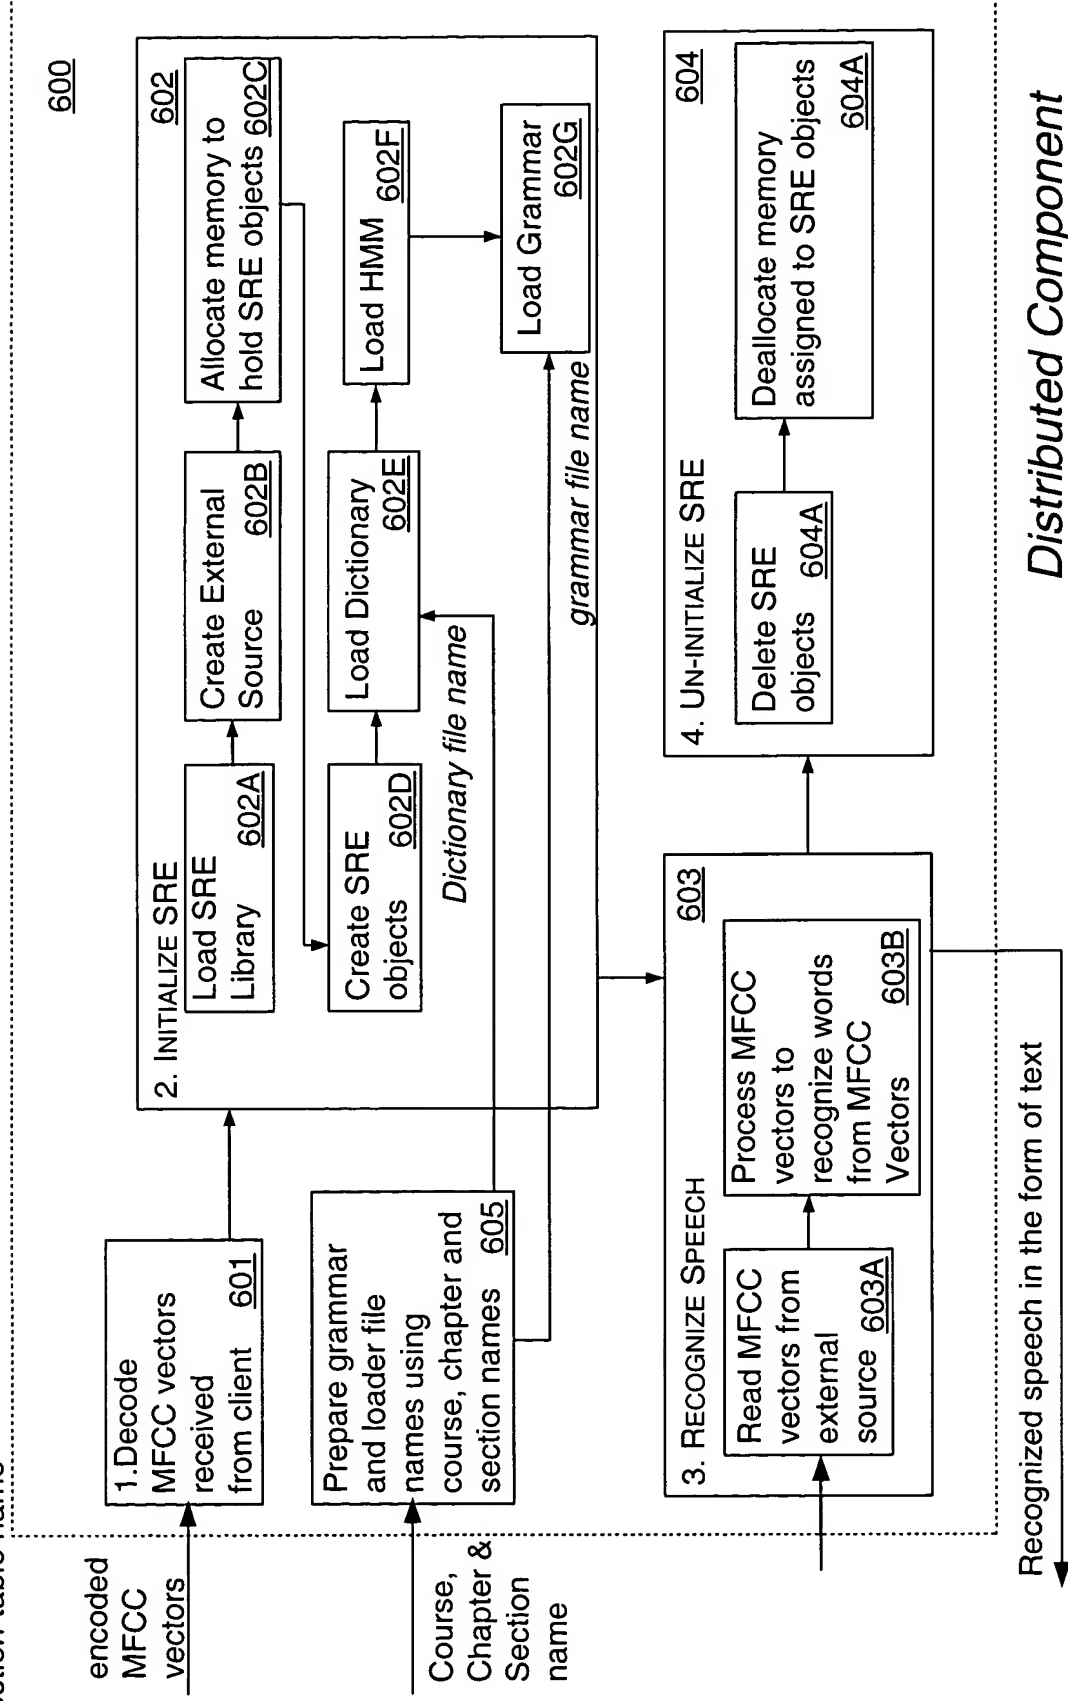 600
encoded
MFCC
vectors
1.Decode
MFCC vectors
received
from client 601
2. INITIALIZE SRE
602
Load SRE
Library 602A
Create External
Source 602B
Allocate memory to
hold SRE objects 602C
Create SRE
objects 602D
Load Dictionary
602E
Load HMM
602F
Dictionary file name
Load Grammar
602G
grammar file name
Course,
Chapter &
Section
name
Prepare grammar
and loader file
names using
course, chapter and
section names 605
3. RECOGNIZE SPEECH
603
Read MFCC
vectors from
external
source 603A
Process MFCC
vectors to
recognize words
from MFCC
Vectors 603B
4. UN-INITIALIZE SRE
604
Delete SRE
objects 604A
Deallocate memory
assigned to SRE objects
604A
Recognized speech in the form of text
Distributed Component